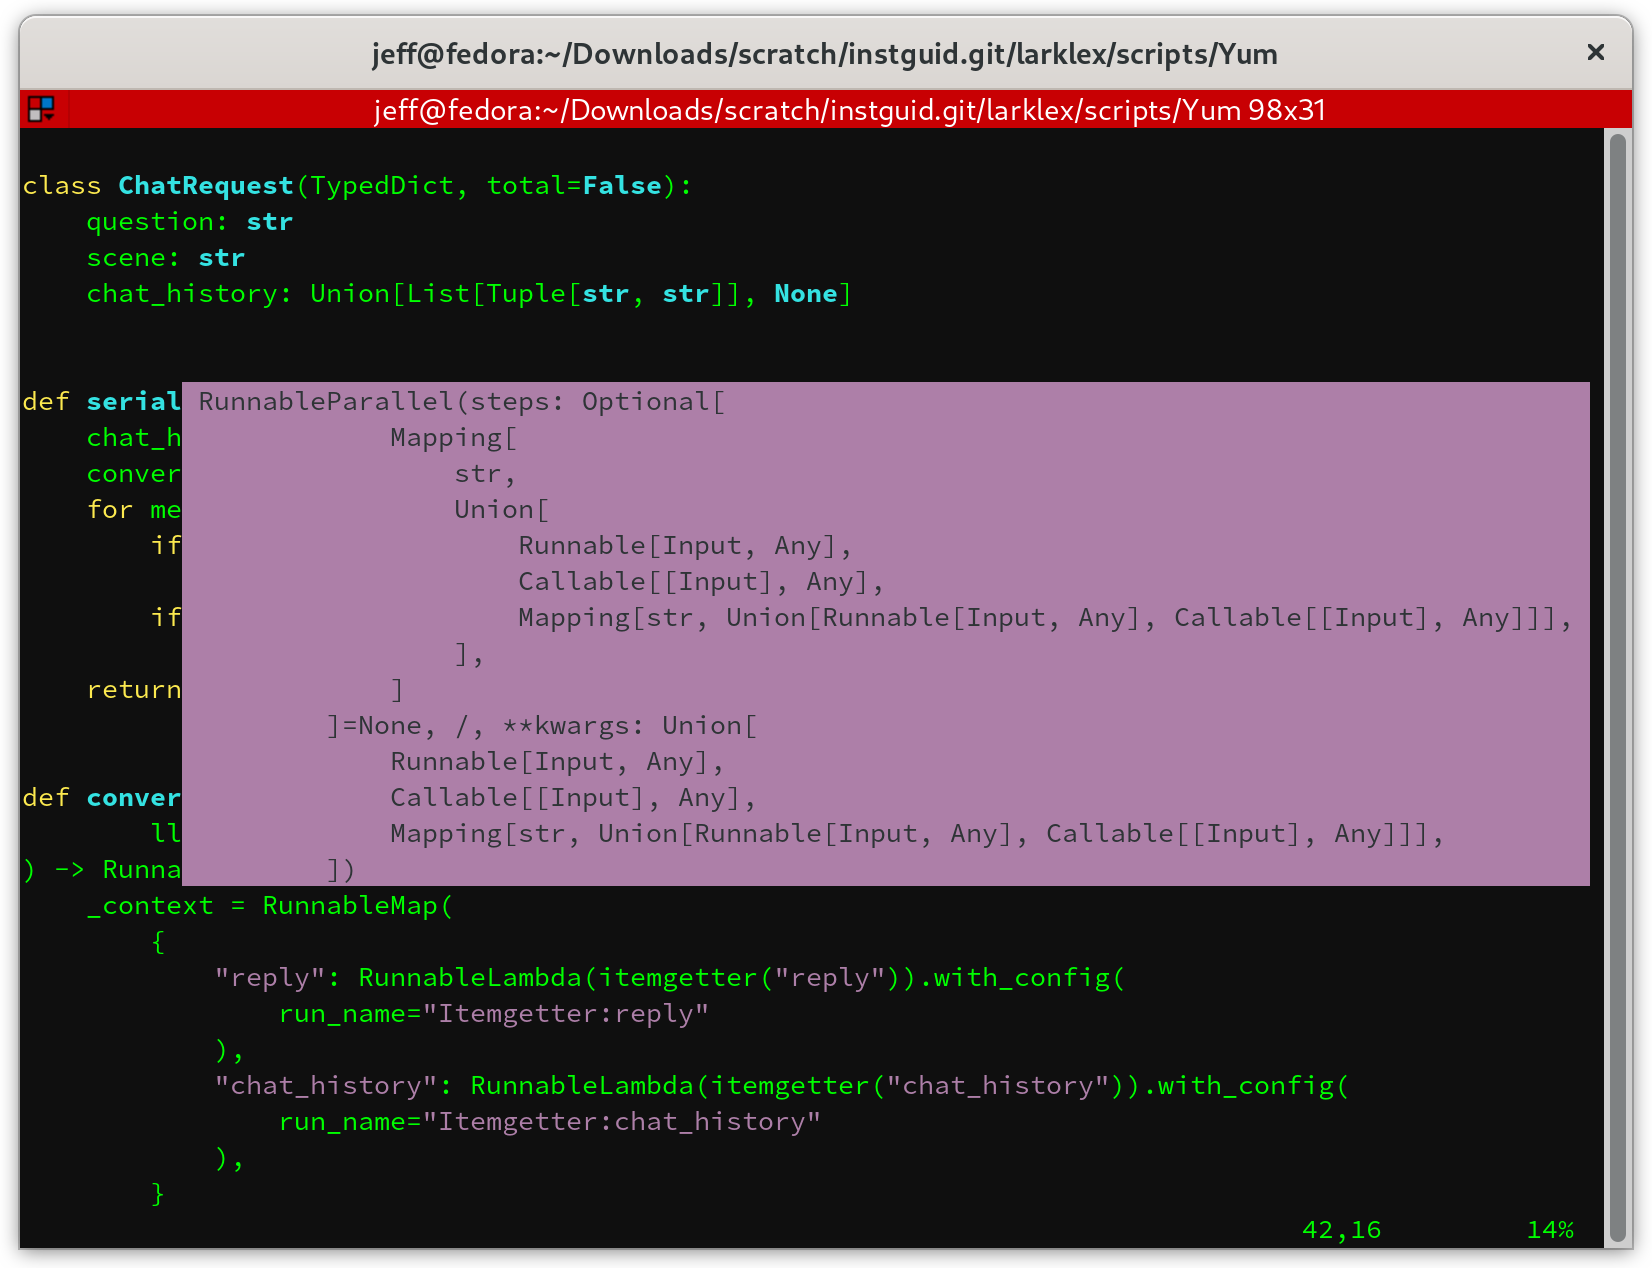 jeff@fedora:~/Downloads/scratch/instguid.git/larklex/scripts/Yum
jeff@fedora:~/Downloads/scratch/instguid.git/larklex/scripts/Yum 98x31
class ChatRequest(TypedDict, total=False):
    question: str
    scene: str
    chat_history: Union[List[Tuple[str, str]], None]
def serial RunnableParallel(steps: Optional[
    chat_h             Mapping[
    conver                 str,
    for me                 Union[
        if                     Runnable[Input, Any],
                               Callable[[Input], Any],
        if                     Mapping[str, Union[Runnable[Input, Any], Callable[[Input], Any]]],
                           ],
    return             ]
                   ]=None, /, **kwargs: Union[
                       Runnable[Input, Any],
def conver             Callable[[Input], Any],
        ll             Mapping[str, Union[Runnable[Input, Any], Callable[[Input], Any]]],
) -> Runna         ])
    _context = RunnableMap(
        {
            "reply": RunnableLambda(itemgetter("reply")).with_config(
                run_name="Itemgetter:reply"
            ),
            "chat_history": RunnableLambda(itemgetter("chat_history")).with_config(
                run_name="Itemgetter:chat_history"
            ),
        }
42,16 14%